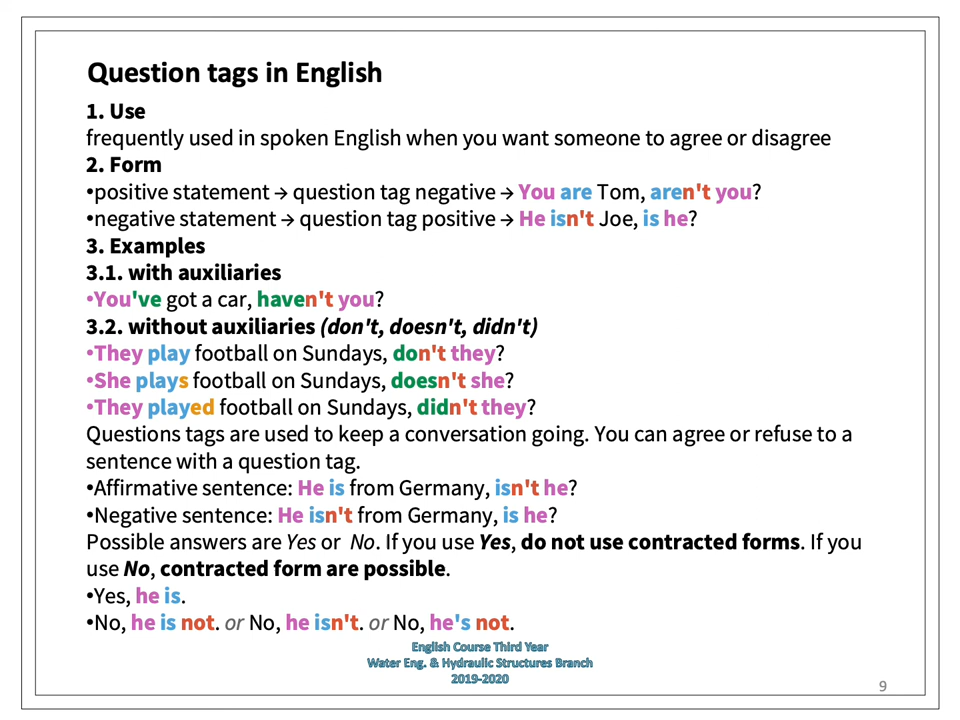 Question tags in English
1. Use
frequently used in spoken English when you want someone to agree or disagree
2. Form
•positive statement → question tag negative → You are Tom, aren't you?
•negative statement → question tag positive → He isn't Joe, is he?
3. Examples
3.1. with auxiliaries
•You've got a car, haven't you?
3.2. without auxiliaries (don't, doesn't, didn't)
•They play football on Sundays, don't they?
•She plays football on Sundays, doesn't she?
•They played football on Sundays, didn't they?
Questions tags are used to keep a conversation going. You can agree or refuse to a
sentence with a question tag.
•Affirmative sentence: He is from Germany, isn't he?
•Negative sentence: He isn't from Germany, is he?
Possible answers are Yes or No. If you use Yes, do not use contracted forms. If you
use No, contracted form are possible.
•Yes, he is.
•No, he is not. or No, he isn't. or No, he's not.
English Course Third Year
Water Eng. & Hydraulic Structures Branch
2019-2020
9